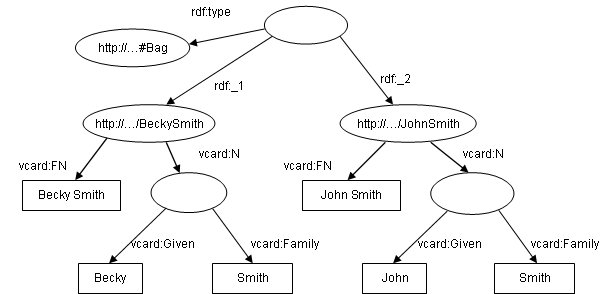 rdf:type
http://...#Bag
rdf:_1
rdf:_2
http://.../BeckySmith
http://.../JohnSmith
vcard:FN
vcard:N
vcard:FN
vcard:N
Becky Smith
John Smith
vcard:Given
vcard:Family
vcard:Given
vcard:Family
Becky
Smith
John
Smith